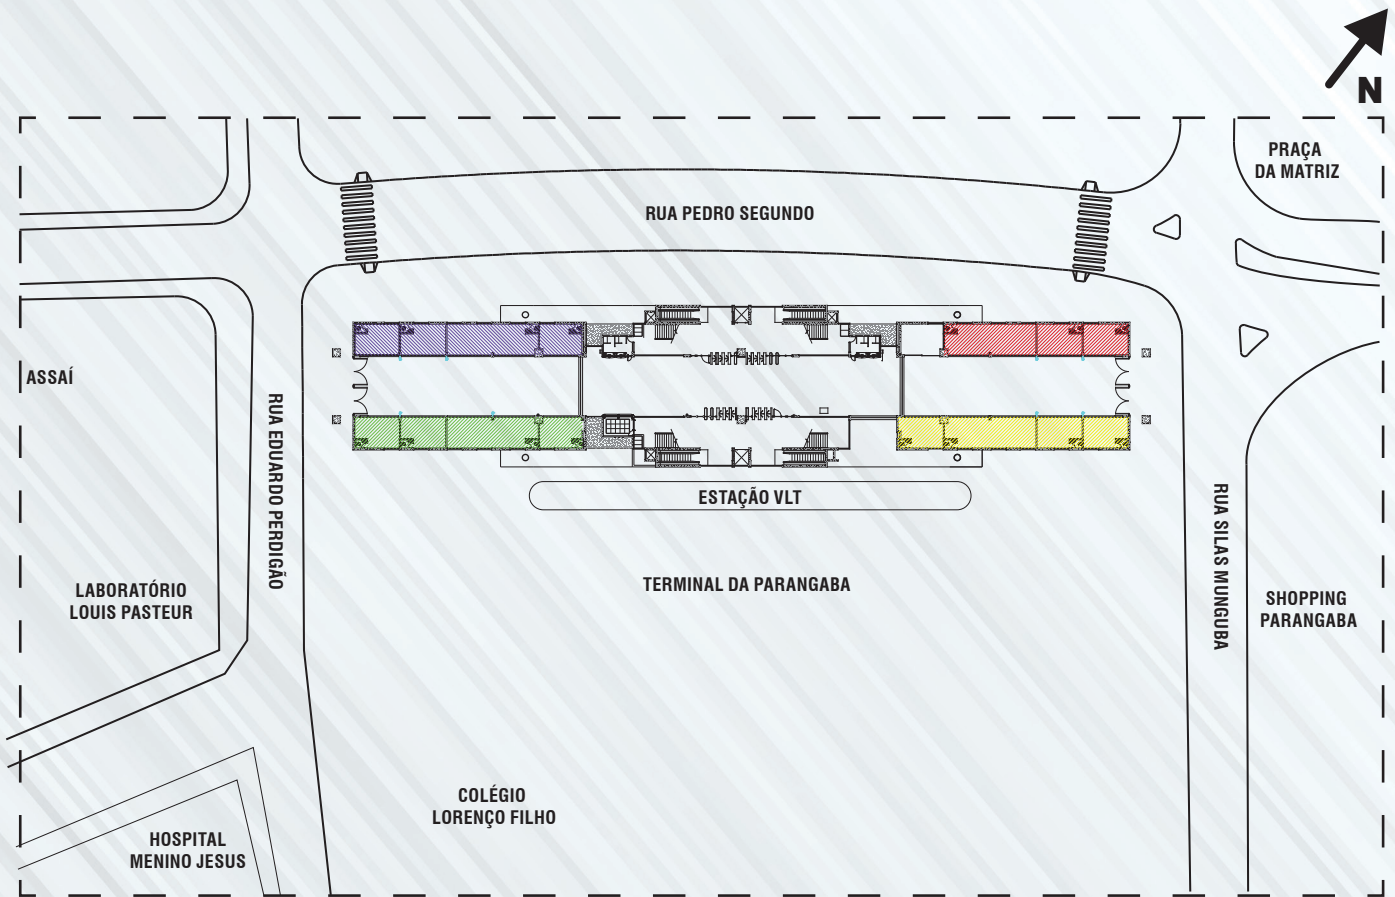 N
PRAÇA
DA MATRIZ
RUA PEDRO SEGUNDO
ASSAÍ
RUA EDUARDO PERDIGÃO
ESTAÇÃO VLT
RUA SILAS MUNGUBA
TERMINAL DA PARANGABA
LABORATÓRIO
LOUIS PASTEUR
SHOPPING
PARANGABA
COLÉGIO
LORENÇO FILHO
HOSPITAL
MENINO JESUS